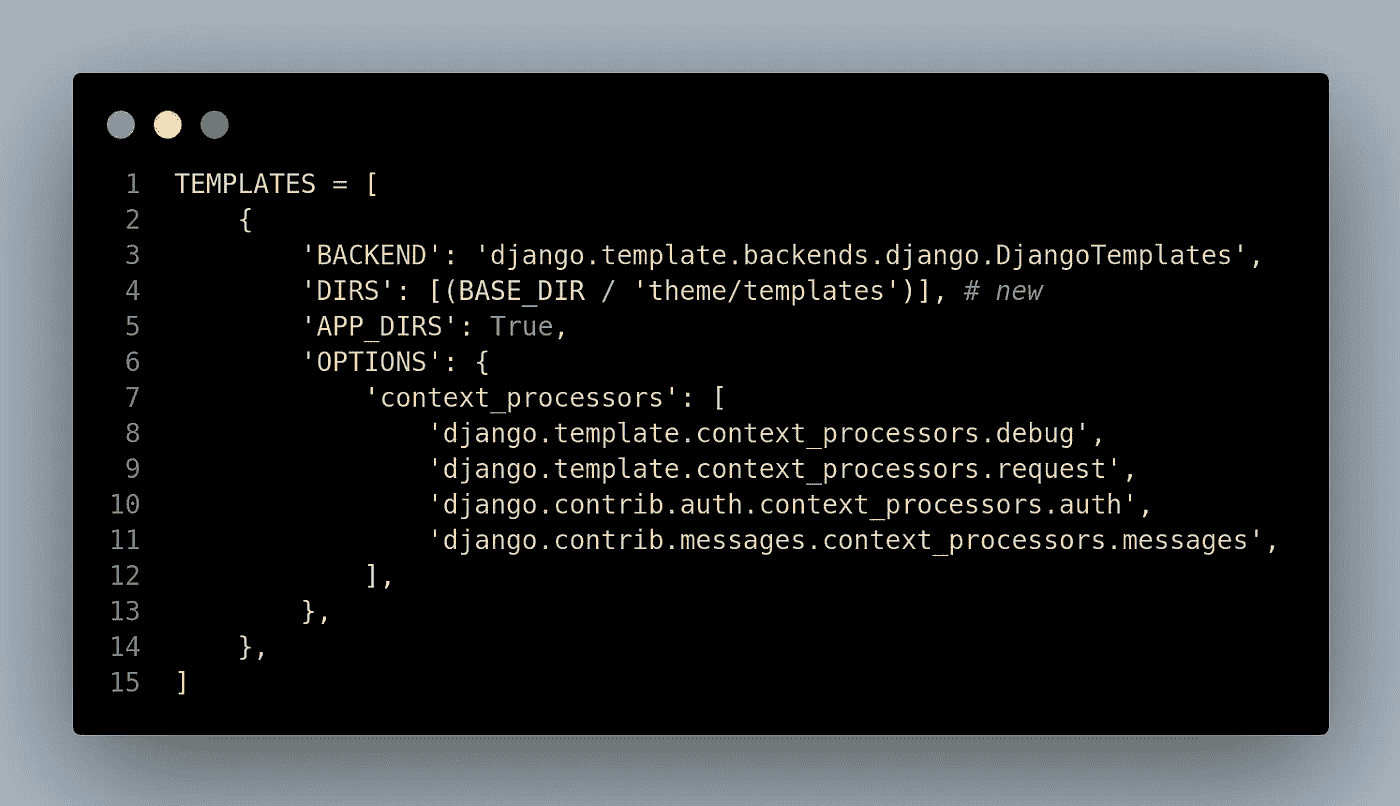 1 TEMPLATES = [
2     {
3         'BACKEND': 'django.template.backends.django.DjangoTemplates',
4         'DIRS': [(BASE_DIR / 'theme/templates')], # new
5         'APP_DIRS': True,
6         'OPTIONS': {
7             'context_processors': [
8                 'django.template.context_processors.debug',
9                 'django.template.context_processors.request',
10                 'django.contrib.auth.context_processors.auth',
11                 'django.contrib.messages.context_processors.messages',
12             ],
13         },
14     },
15 ]